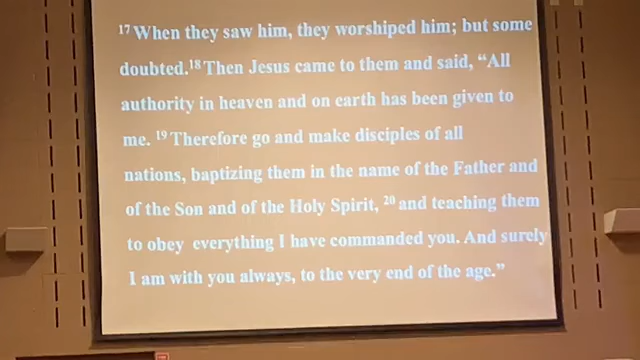 ¹⁷ When they saw him, they worshiped him; but some
doubted.¹⁸ Then Jesus came to them and said, “All
authority in heaven and on earth has been given to
me. ¹⁹ Therefore go and make disciples of all
nations, baptizing them in the name of the Father and
of the Son and of the Holy Spirit, ²⁰ and teaching them
to obey everything I have commanded you. And surely
I am with you always, to the very end of the age.”